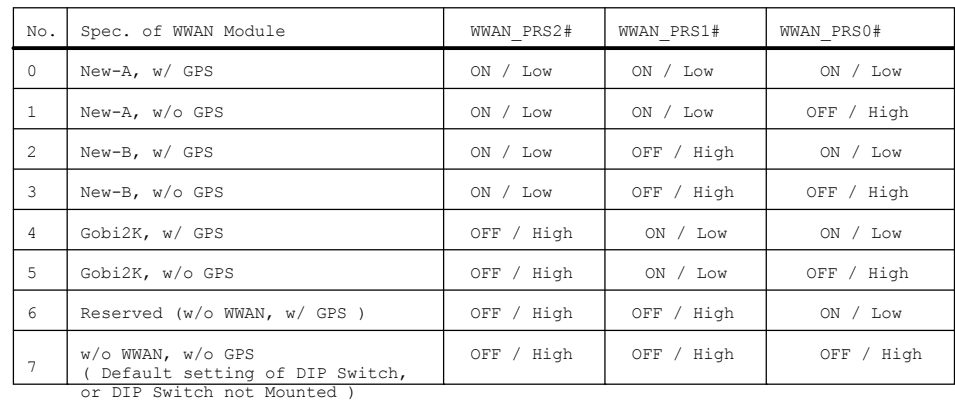 No. Spec. of WWAN Module WWAN_PRS2# WWAN_PRS1# WWAN_PRS0#
0 New-A, w/ GPS ON / Low ON / Low ON / Low
1 New-A, w/o GPS ON / Low ON / Low OFF / High
2 New-B, w/ GPS ON / Low OFF / High ON / Low
3 New-B, w/o GPS ON / Low OFF / High OFF / High
4 Gobi2K, w/ GPS OFF / High ON / Low ON / Low
5 Gobi2K, w/o GPS OFF / High ON / Low OFF / High
6 Reserved (w/o WWAN, w/ GPS ) OFF / High OFF / High ON / Low
7 w/o WWAN, w/o GPS OFF / High OFF / High OFF / High
( Default setting of DIP Switch,
or DIP Switch not Mounted )